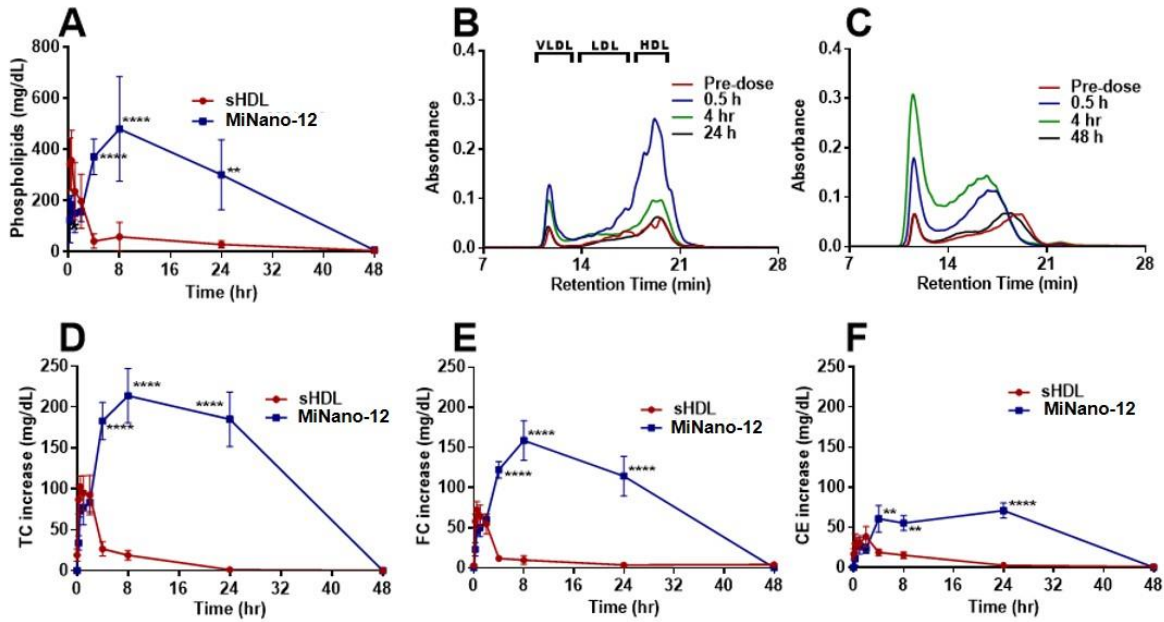 A
Phospholipids (mg/dL)
800
600
400
200
0
0 8 16 24 32 40 48
Time (hr)
sHDL
MiNano-12
****
****
**
B
Absorbance
0.4
0.3
0.2
0.1
0.0
7 14 21 28
Retention Time (min)
VLDL LDL HDL
Pre-dose
0.5 h
4 hr
24 h
C
Absorbance
0.4
0.3
0.2
0.1
0.0
7 14 21 28
Retention Time (min)
Pre-dose
0.5 h
4 hr
48 h
D
TC increase (mg/dL)
250
200
150
100
50
0
0 8 16 24 32 40 48
Time (hr)
sHDL
MiNano-12
****
****
****
E
FC increase (mg/dL)
250
200
150
100
50
0
0 8 16 24 32 40 48
Time (hr)
sHDL
MiNano-12
****
****
****
F
CE increase (mg/dL)
250
200
150
100
50
0
0 8 16 24 32 40 48
Time (hr)
sHDL
MiNano-12
**
**
****